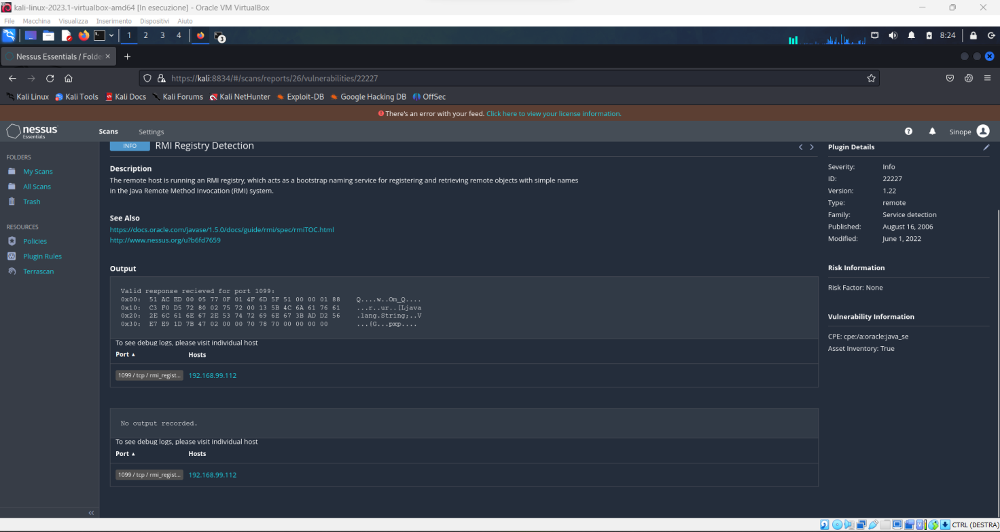 kali-linux-2023.1-virtualbox-amd64 [In esecuzione] - Oracle VM VirtualBox
File Macchina Visualizza Inserimento Dispositivi Aiuto
1 2 3 4 3 8:24
Nessus Essentials / Folde
https://kali:8834/#/scans/reports/26/vulnerabilities/22227
Kali Linux Kali Tools Kali Docs Kali Forums Kali NetHunter Exploit-DB Google Hacking DB OffSec
There's an error with your feed. Click here to view your license information.
nessus Essentials Scans Settings Sinope
FOLDERS
My Scans
All Scans
Trash
RESOURCES
Policies
Plugin Rules
Terrascan
INFO RMI Registry Detection
Description
The remote host is running an RMI registry, which acts as a bootstrap naming service for registering and retrieving remote objects with simple names
in the Java Remote Method Invocation (RMI) system.
See Also
https://docs.oracle.com/javase/1.5.0/docs/guide/rmi/spec/rmiTOC.html
http://www.nessus.org/u?b6fd7659
Output
Valid response recieved for port 1099:
0x00: 51 AC ED 00 05 77 0F 01 4F 6D 5F 51 00 00 01 88 Q....w..Om_Q....
0x10: C3 F0 D5 72 80 02 75 72 00 13 5B 4C 6A 61 76 61 ...r..ur..[Ljava
0x20: 2E 6C 61 6E 67 2E 53 74 72 69 6E 67 3B AD D2 56 .lang.String;..V
0x30: E7 E9 1D 7B 47 02 00 00 70 78 70 00 00 00 00 ...{G...pxp....
To see debug logs, please visit individual host
Port Hosts
1099 / tcp / rmi_regist... 192.168.99.112
No output recorded.
To see debug logs, please visit individual host
Port Hosts
1099 / tcp / rmi_regist... 192.168.99.112
Plugin Details
Severity: Info
ID: 22227
Version: 1.22
Type: remote
Family: Service detection
Published: August 16, 2006
Modified: June 1, 2022
Risk Information
Risk Factor: None
Vulnerability Information
CPE: cpe:/a:oracle:java_se
Asset Inventory: True
CTRL (DESTRA)